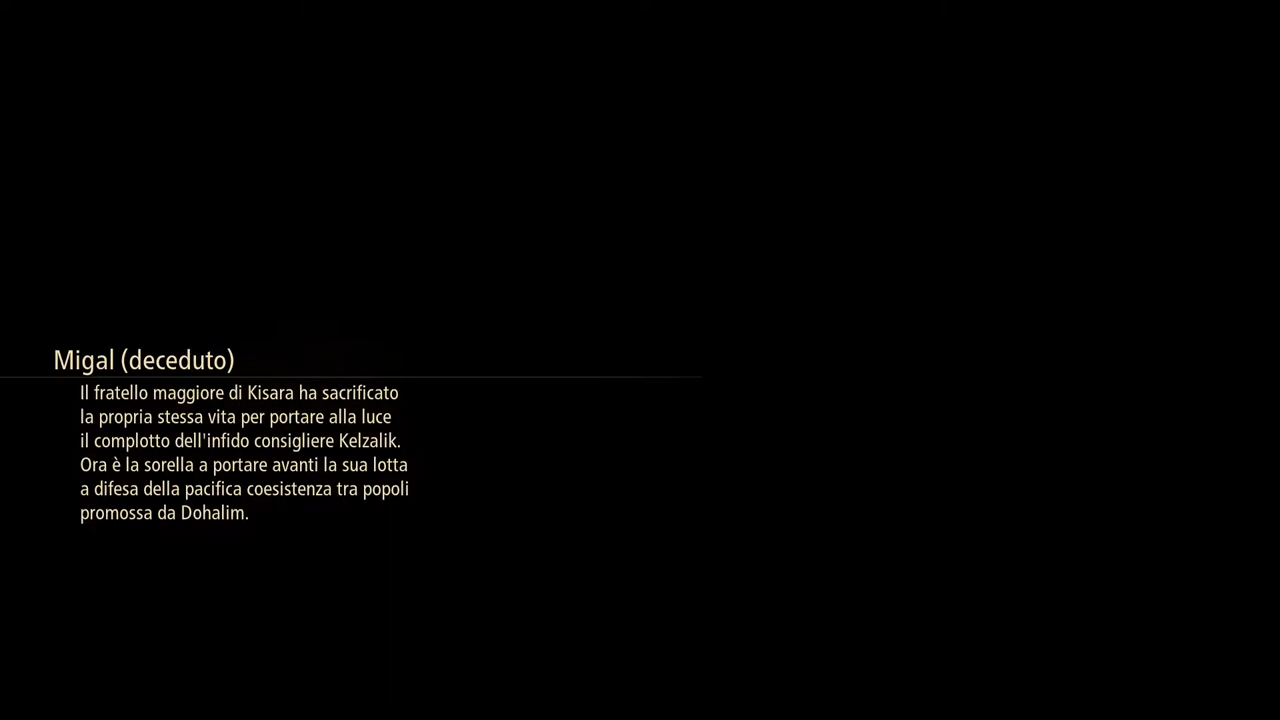 Migal (deceduto)
Il fratello maggiore di Kisara ha sacrificato
la propria stessa vita per portare alla luce
il complotto dell'infido consigliere Kelzalik.
Ora è la sorella a portare avanti la sua lotta
a difesa della pacifica coesistenza tra popoli
promossa da Dohalim.